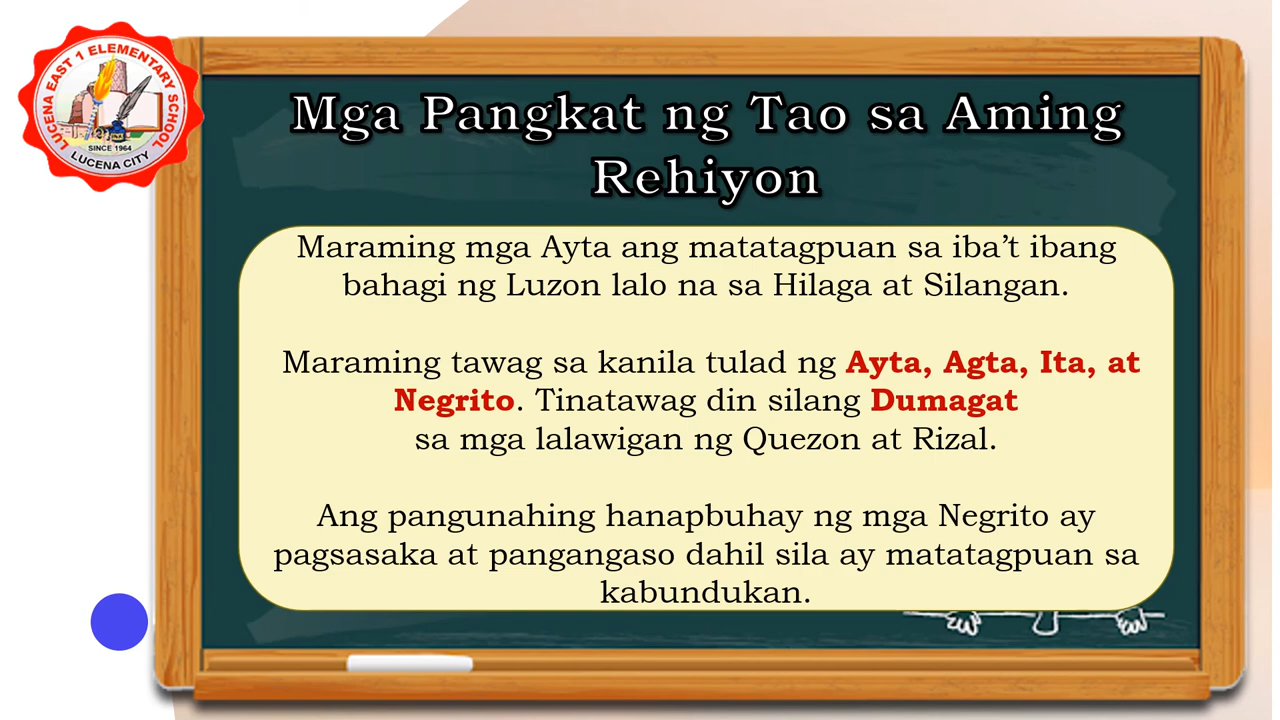 LUCENA EAST 1 ELEMENTARY SCHOOL
SINCE 1964
LUCENA CITY
Mga Pangkat ng Tao sa Aming
Rehiyon
Maraming mga Ayta ang matatagpuan sa iba’t ibang
bahagi ng Luzon lalo na sa Hilaga at Silangan.
Maraming tawag sa kanila tulad ng Ayta, Agta, Ita, at
Negrito. Tinatawag din silang Dumagat
sa mga lalawigan ng Quezon at Rizal.
Ang pangunahing hanapbuhay ng mga Negrito ay
pagsasaka at pangangaso dahil sila ay matatagpuan sa
kabundukan.